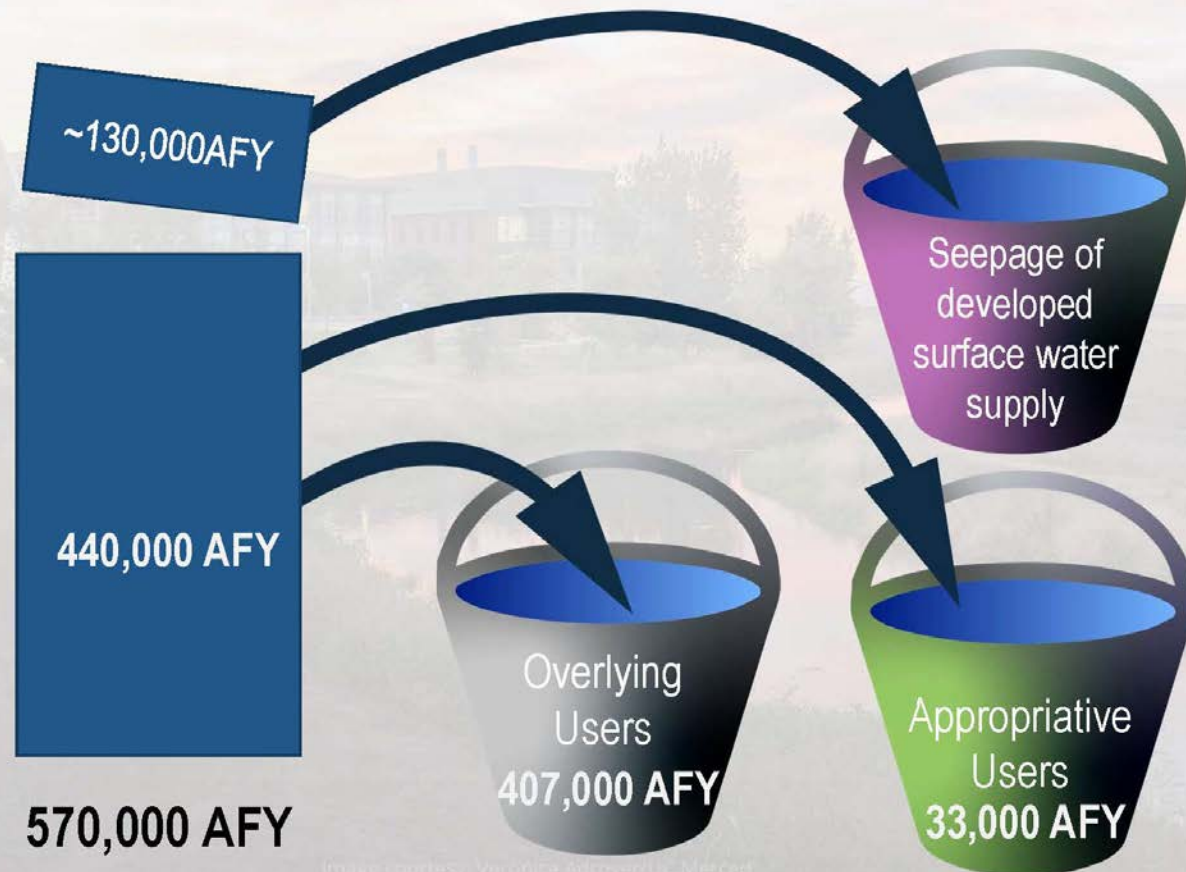 ~130,000AFY
440,000 AFY
570,000 AFY
Seepage of
developed
surface water
supply
Overlying
Users
407,000 AFY
Appropriative
Users
33,000 AFY
Merced